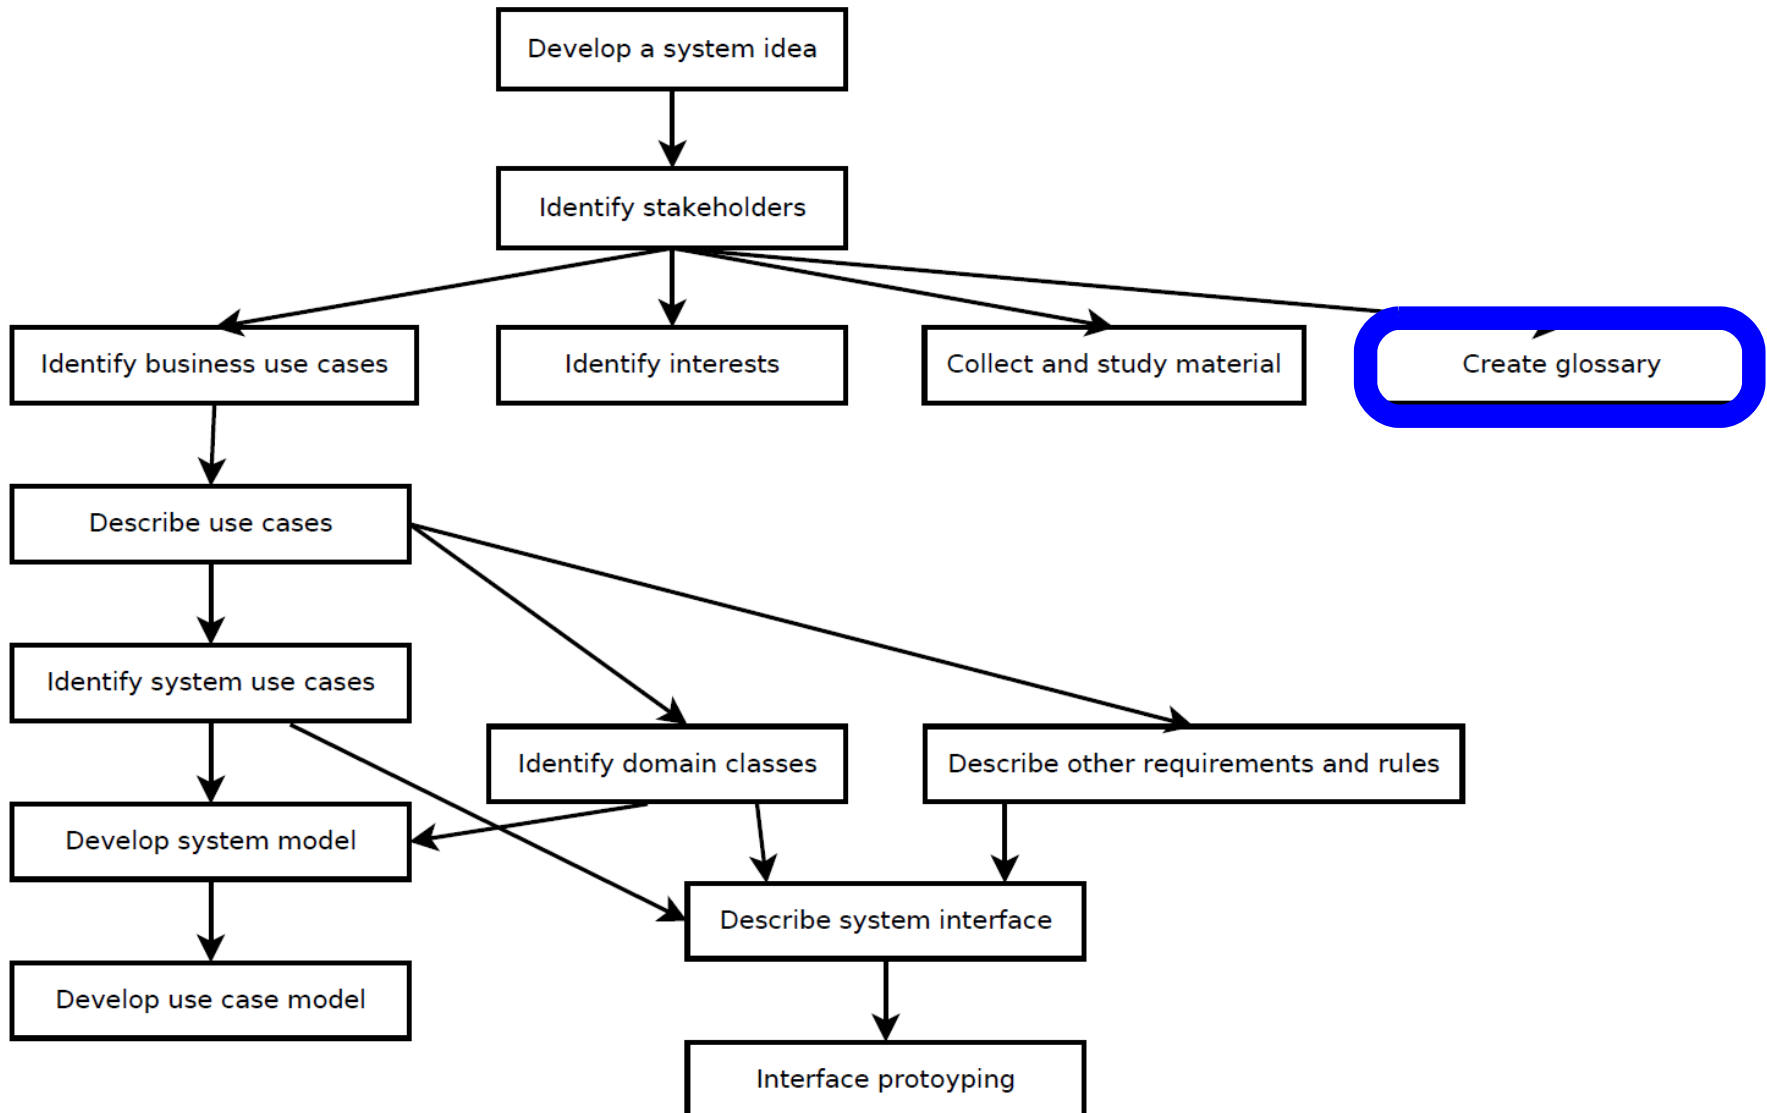 Develop a system idea
Identify stakeholders
Identify business use cases
Identify interests
Collect and study material
Create glossary
Describe use cases
Identify system use cases
Identify domain classes
Describe other requirements and rules
Develop system model
Describe system interface
Develop use case model
Interface protoyping